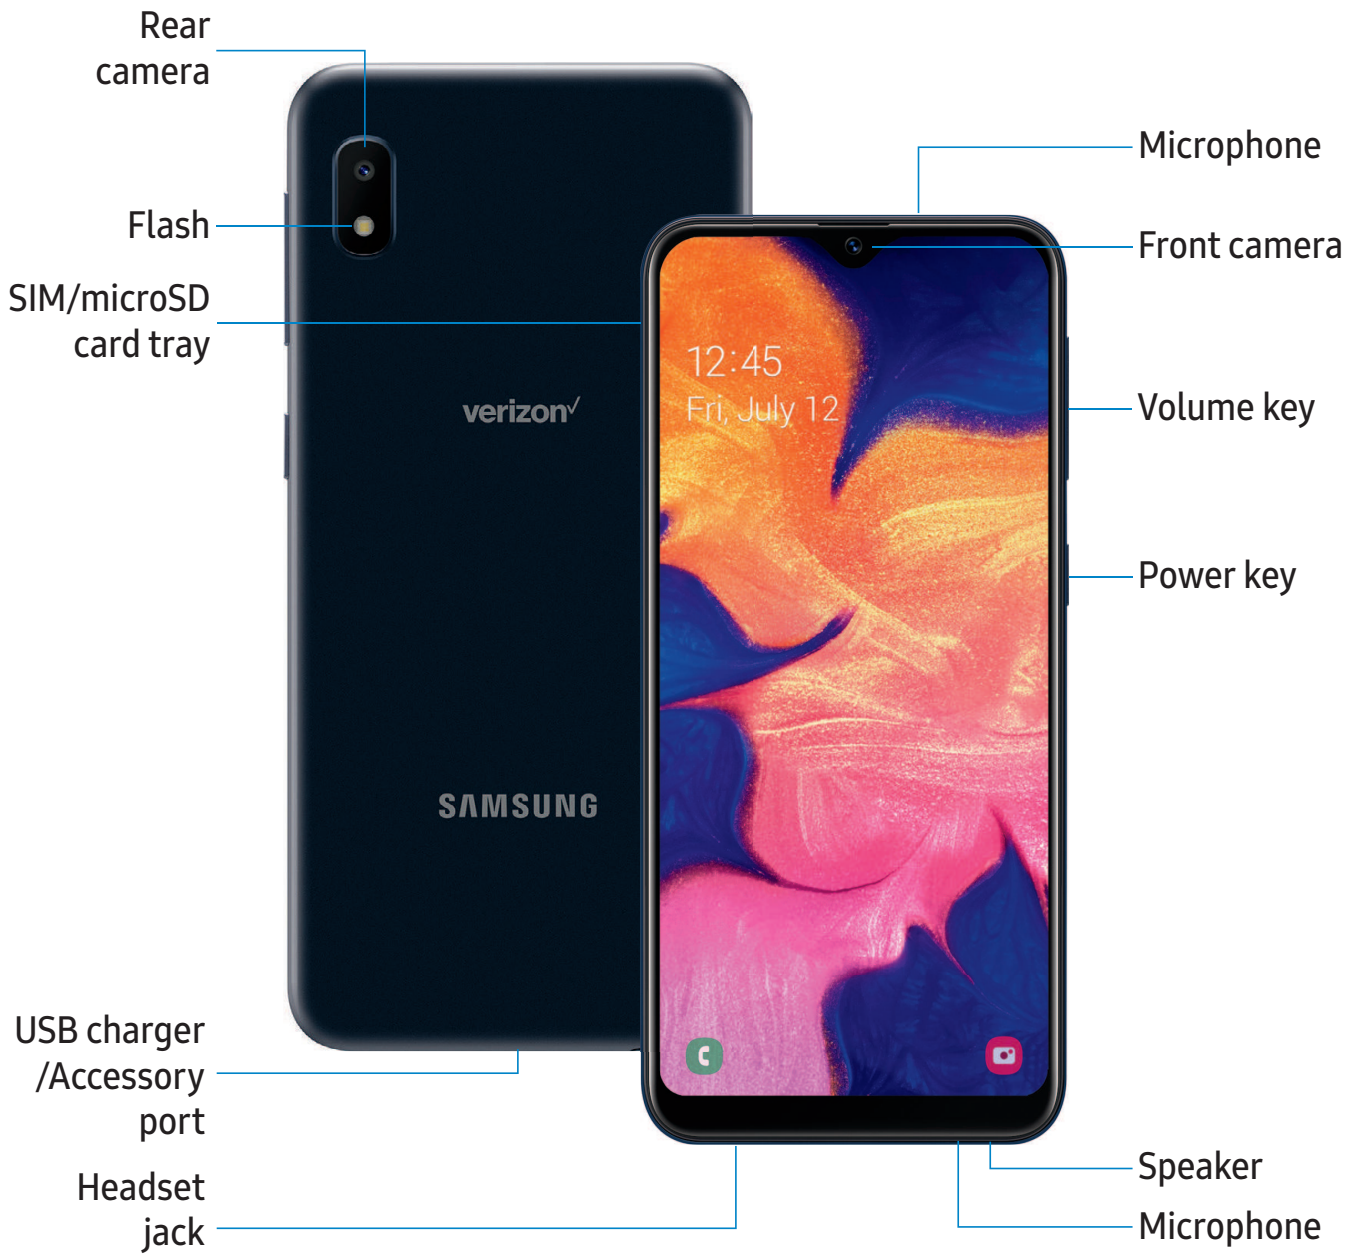 Rear
camera
Flash
SIM/microSD
card tray
verizon✓
SAMSUNG
USB charger
/Accessory
port
Headset
jack
12:45
Fri, July 12
Microphone
Front camera
Volume key
Power key
Speaker
Microphone